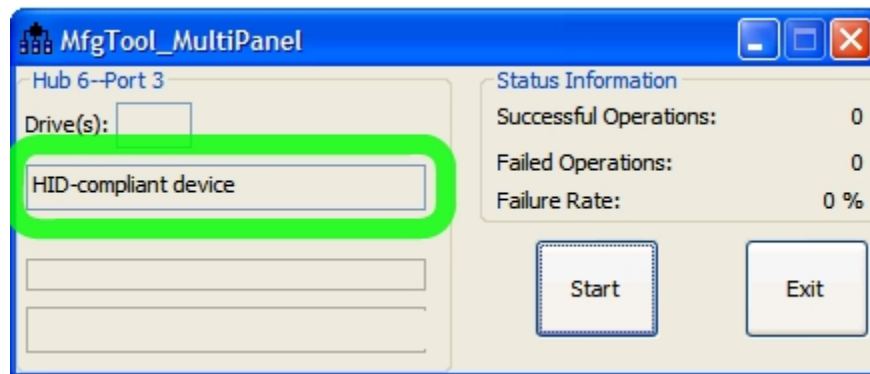 MfgTool_MultiPanel
Hub 6--Port 3
Drive(s):
HID-compliant device
Status Information
Successful Operations: 0
Failed Operations: 0
Failure Rate: 0 %
Start
Exit